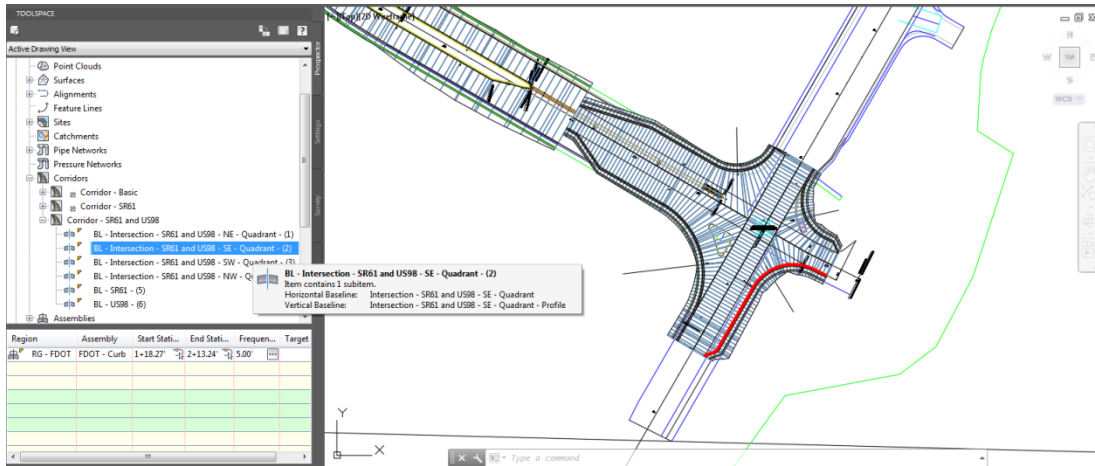 TOOLSPACE
Active Drawing View
Point Clouds
Surfaces
Alignments
Feature Lines
Sites
Catchments
Pipe Networks
Pressure Networks
Corridors
Corridor - Basic
Corridor - SR61
Corridor - SR61 and US98
BL - Intersection - SR61 and US98 - NE - Quadrant - (1)
BL - Intersection - SR61 and US98 - SE - Quadrant - (2)
BL - Intersection - SR61 and US98 - SW - Quadrant - (3)
BL - Intersection - SR61 and US98 - NW - Qu
BL - SR61 - (5)
BL - US98 - (6)
Assemblies
Prospector
Settings
Survey
BL - Intersection - SR61 and US98 - SE - Quadrant - (2)
Item contains 1 subitem.
Horizontal Baseline: Intersection - SR61 and US98 - SE - Quadrant
Vertical Baseline: Intersection - SR61 and US98 - SE - Quadrant - Profile
Region Assembly Start Stati... End Stati... Frequen... Target
RG - FDOT FDOT - Curb 1+18.27' 2+13.24' 5.00'
[-][Top][2D Wireframe]
N
W TOP E
S
WCS
Y
X
Type a command